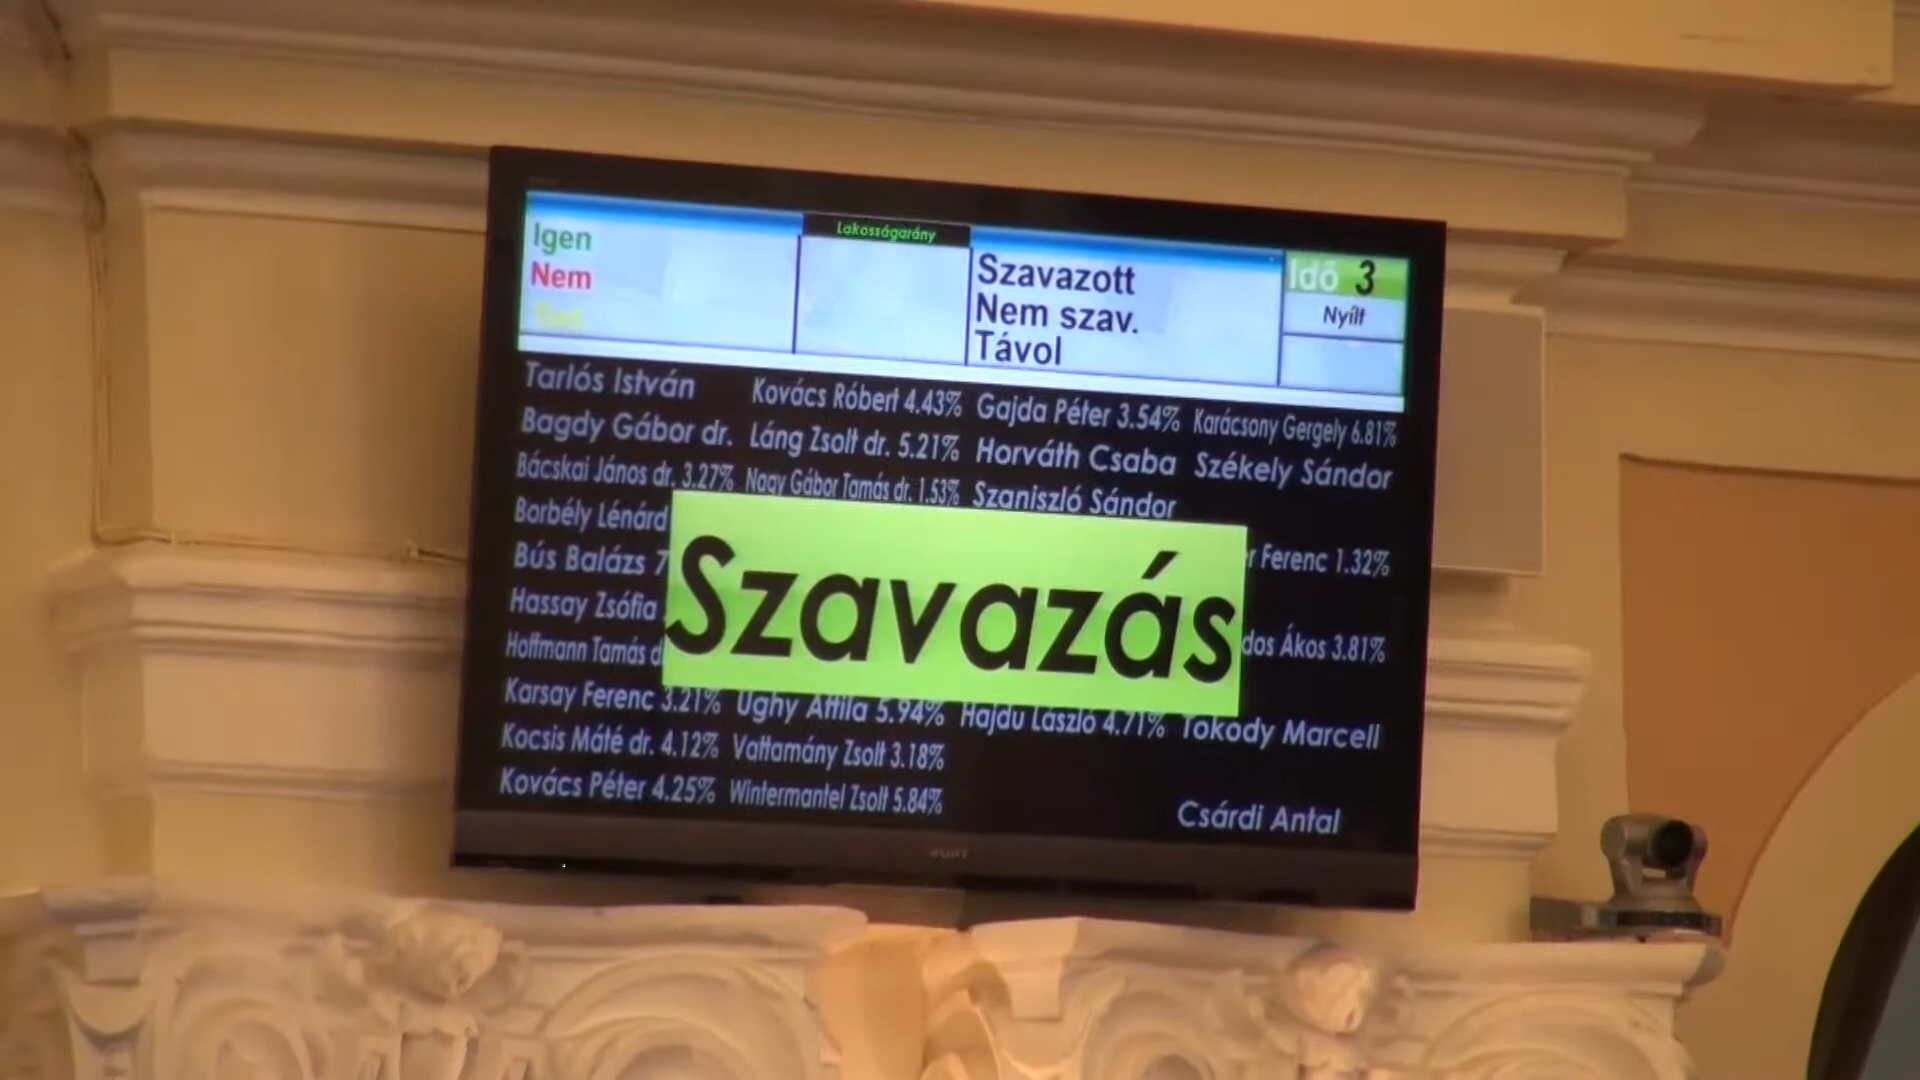 Igen
Nem
Tart
Lakosságarány
Szavazott
Nem szav.
Távol
Idő 3
Nyílt
Tarlós István Kovács Róbert 4.43% Gajda Péter 3.54% Karácsony Gergely 6.81%
Bagdy Gábor dr. Láng Zsolt dr. 5.21% Horváth Csaba Székely Sándor
Bácskai János dr. 3.27% Nagy Gábor Tamás dr. 1.53% Szaniszló Sándor
Borbély Lénárd
Bús Balázs 7 Ferenc 1.32%
Hassay Zsófia
Szavazás
Hoffmann Tamás d dos Ákos 3.81%
Karsay Ferenc 3.21% Ughy Attila 5.94% Hajdu László 4.71% Tokody Marcell
Kocsis Máté dr. 4.12% Vattamány Zsolt 3.18%
Kovács Péter 4.25% Wintermantel Zsolt 5.84%
Csárdi Antal
SONY